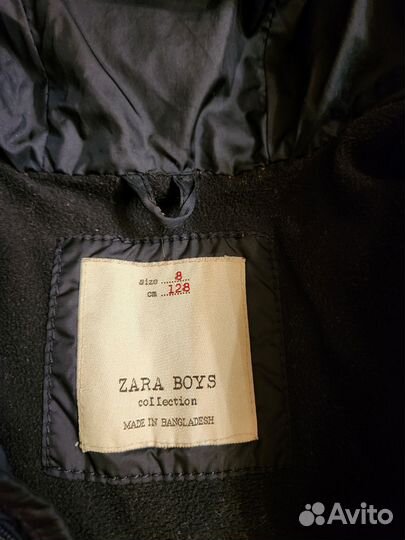 size 8
cm 128
ZARA BOYS
collection
MADE IN BANGLADESH
Avito